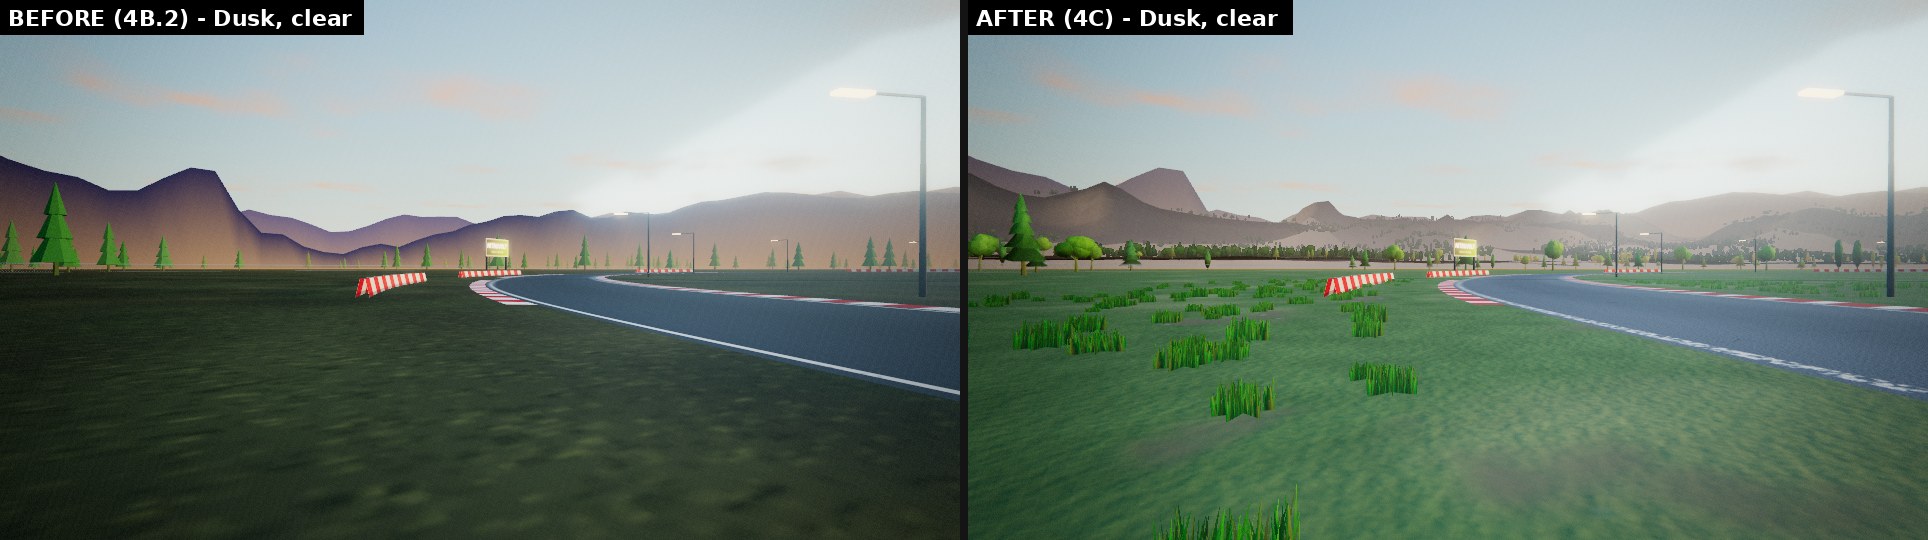 BEFORE (4B.2) - Dusk, clear
AFTER (4C) - Dusk, clear